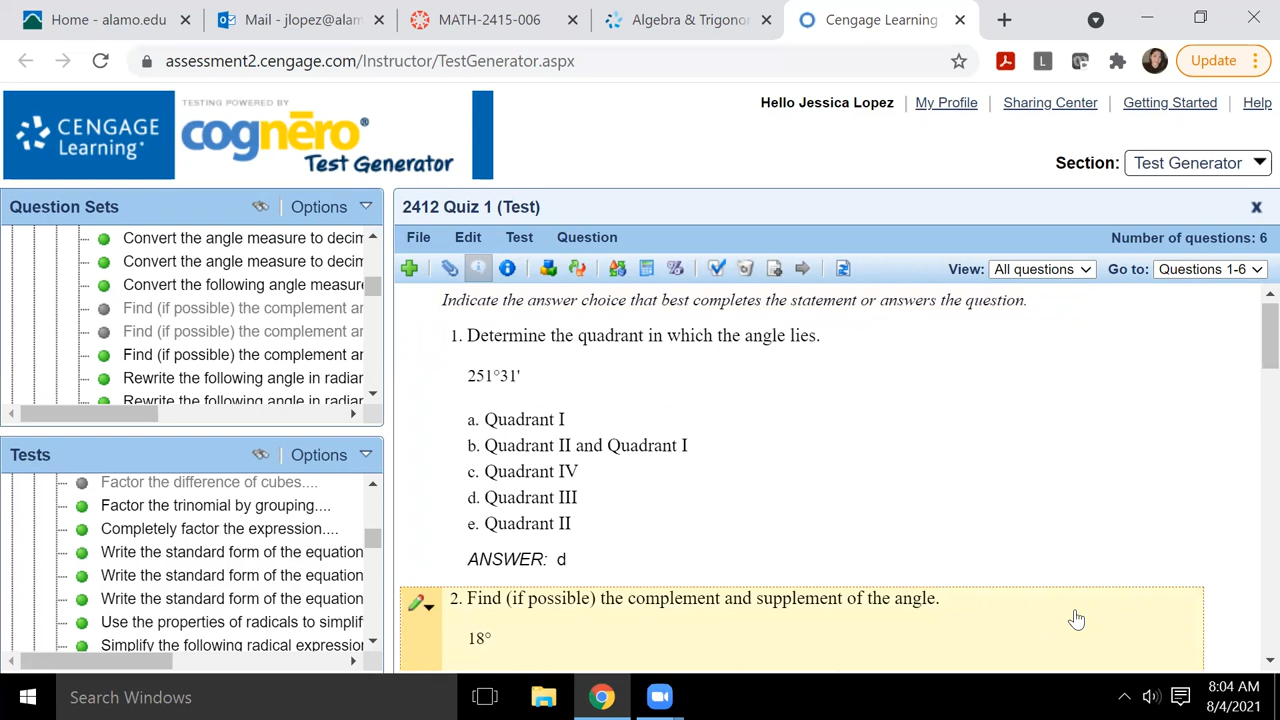 Home - alamo.edu
Mail - jlopez@alam
MATH-2415-006
Algebra & Trigonor
Cengage Learning
assessment2.cengage.com/Instructor/TestGenerator.aspx
L
Update
CENGAGE
Learning
TESTING POWERED BY
cognēro®
Test Generator
Hello Jessica Lopez | My Profile | Sharing Center | Getting Started | Help
Section: Test Generator
Question Sets
Options
Convert the angle measure to decim
Convert the angle measure to decim
Convert the following angle measure
Find (if possible) the complement ar
Find (if possible) the complement ar
Find (if possible) the complement ar
Rewrite the following angle in radiar
Rewrite the following angle in radiar
Tests
Options
Factor the difference of cubes....
Factor the trinomial by grouping....
Completely factor the expression....
Write the standard form of the equation
Write the standard form of the equation
Write the standard form of the equation
Use the properties of radicals to simplif
Simplify the following radical expression
2412 Quiz 1 (Test)
X
File Edit Test Question
Number of questions: 6
View: All questions
Go to: Questions 1-6
Indicate the answer choice that best completes the statement or answers the question.
1. Determine the quadrant in which the angle lies.
251°31'
a. Quadrant I
b. Quadrant II and Quadrant I
c. Quadrant IV
d. Quadrant III
e. Quadrant II
ANSWER: d
2. Find (if possible) the complement and supplement of the angle.
18°
Search Windows
8:04 AM
8/4/2021